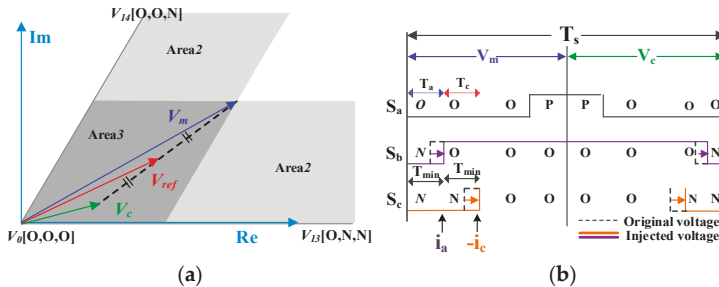 V14[O,O,N]
Im
Area2
Area3
Vm
Vref
Area2
Vc
V0[O,O,O]
Re
V13[O,N,N]
(a)
Ts
Vm
Vc
Ta
Tc
Sa
O O O P P O O O
Sb
N O O O O O O N
Tmin Tmin
Sc
N N O O O O N N
Original voltage
Injected voltage
ia
-ic
(b)